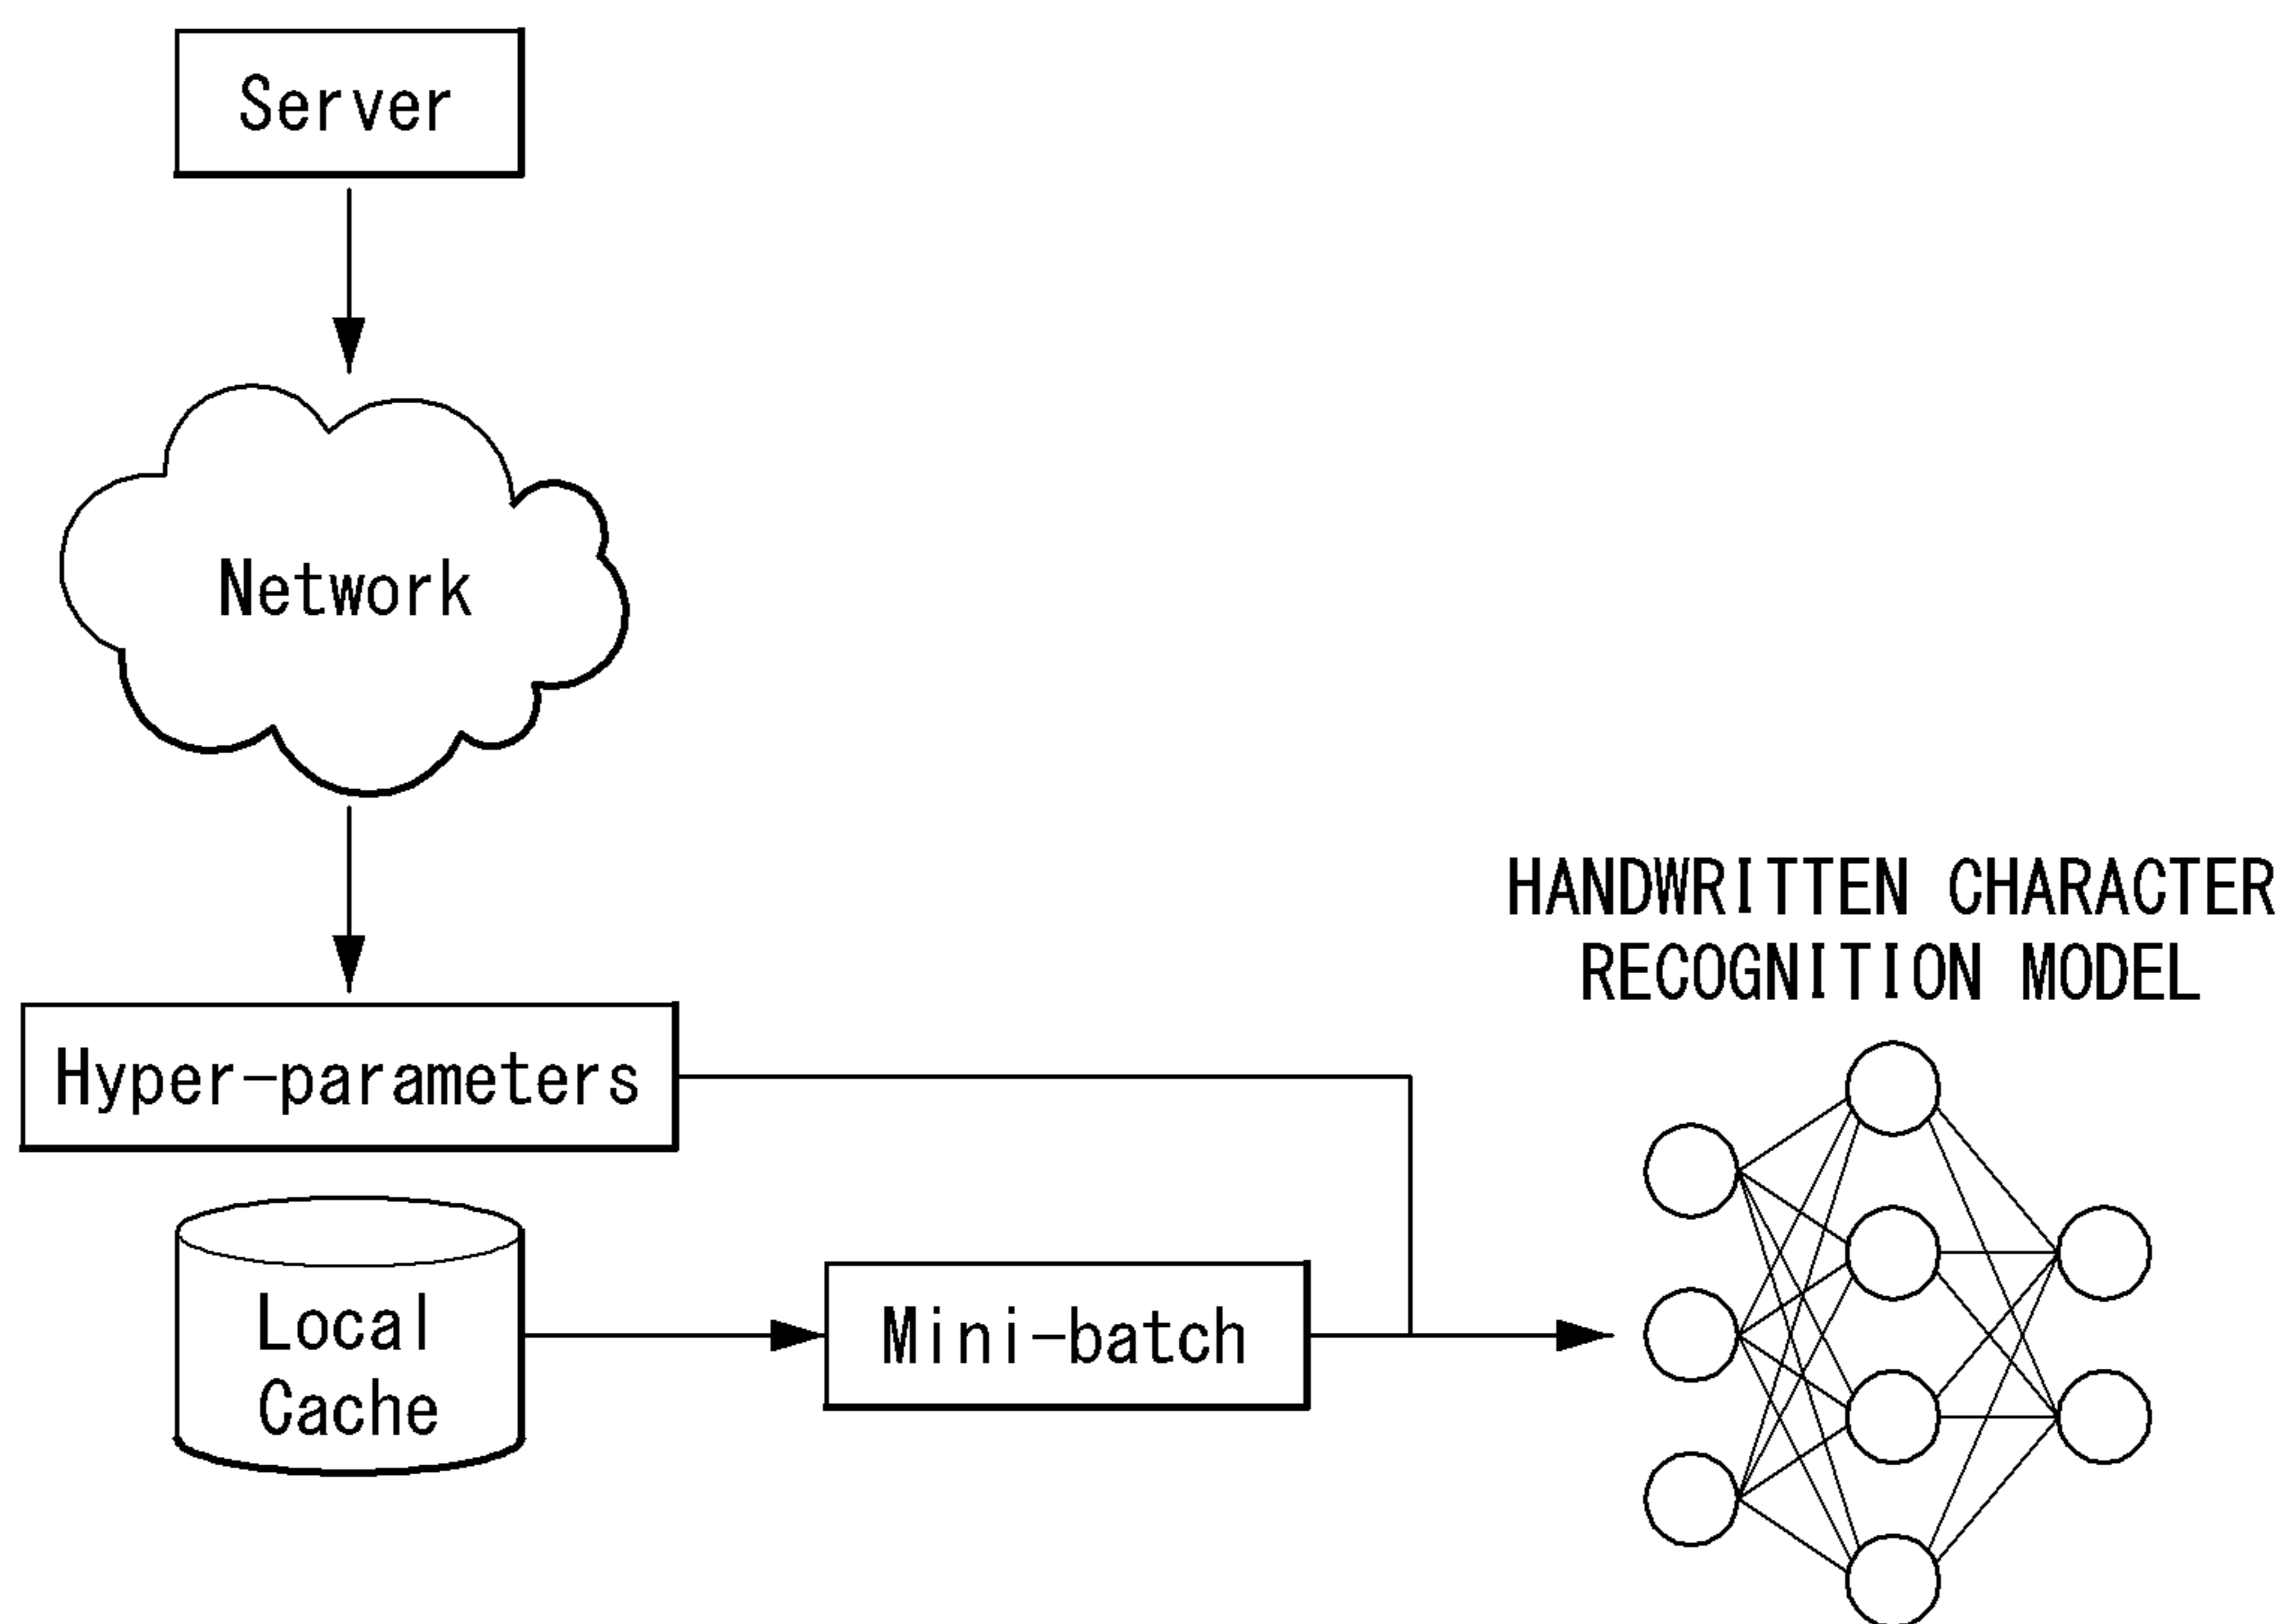 Server
Network
HANDWRITTEN CHARACTER
RECOGNITION MODEL
Hyper-parameters
Local
Cache
Mini-batch